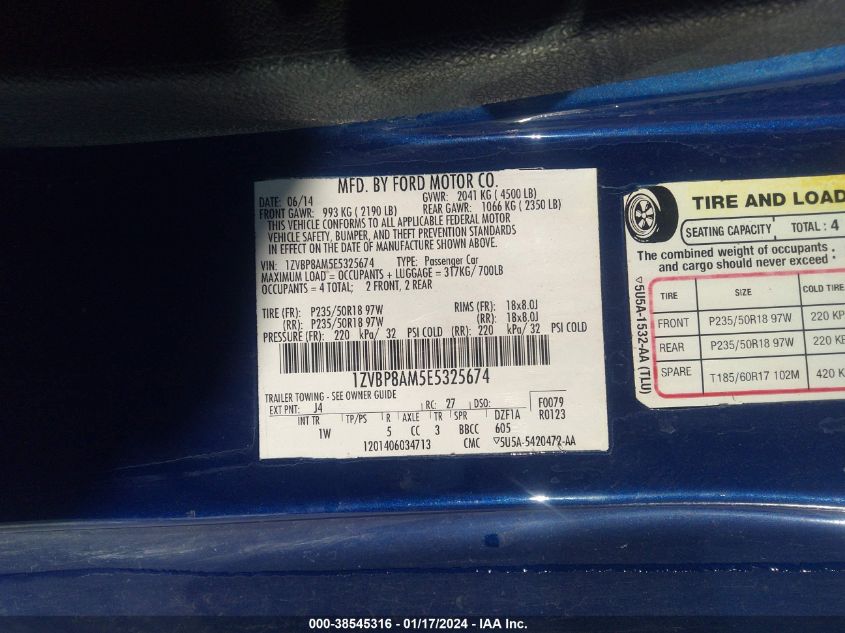 MFD. BY FORD MOTOR CO.
DATE: 06/14 GVWR: 2041 KG (4500 LB)
FRONT GAWR: 993 KG (2190 LB) REAR GAWR: 1066 KG (2350 LB)
THIS VEHICLE CONFORMS TO ALL APPLICABLE FEDERAL MOTOR
VEHICLE SAFETY, BUMPER, AND THEFT PREVENTION STANDARDS
IN EFFECT ON THE DATE OF MANUFACTURE SHOWN ABOVE.
VIN: 1ZVBP8AM5E5325674 TYPE: Passenger Car
MAXIMUM LOAD = OCCUPANTS + LUGGAGE = 317KG/700LB
OCCUPANTS = 4 TOTAL; 2 FRONT, 2 REAR
TIRE (FR): P235/50R18 97W RIMS (FR): 18x8.0J
(RR): P235/50R18 97W (RR): 18x8.0J
PRESSURE (FR): 220 kPa/ 32 PSI COLD (RR): 220 kPa/ 32 PSI COLD
1ZVBP8AM5E5325674
TRAILER TOWING - SEE OWNER GUIDE
EXT PNT: J4 RC: 27 DSO: F0079
INT TR TP/PS R AXLE TR SPR DZF1A R0123
1W 5 CC 3 BBCC 605
1201406034713 CMC ▽5U5A-5420472-AA
TIRE AND LOAD
SEATING CAPACITY TOTAL: 4
The combined weight of occupants
and cargo should never exceed:
TIRE SIZE COLD TIRE
FRONT P235/50R18 97W 220 KP
REAR P235/50R18 97W 220 KP
SPARE T185/60R17 102M 420 K
▽5U5A-1532-AA (TLU)
000-38545316 - 01/17/2024 - IAA Inc.